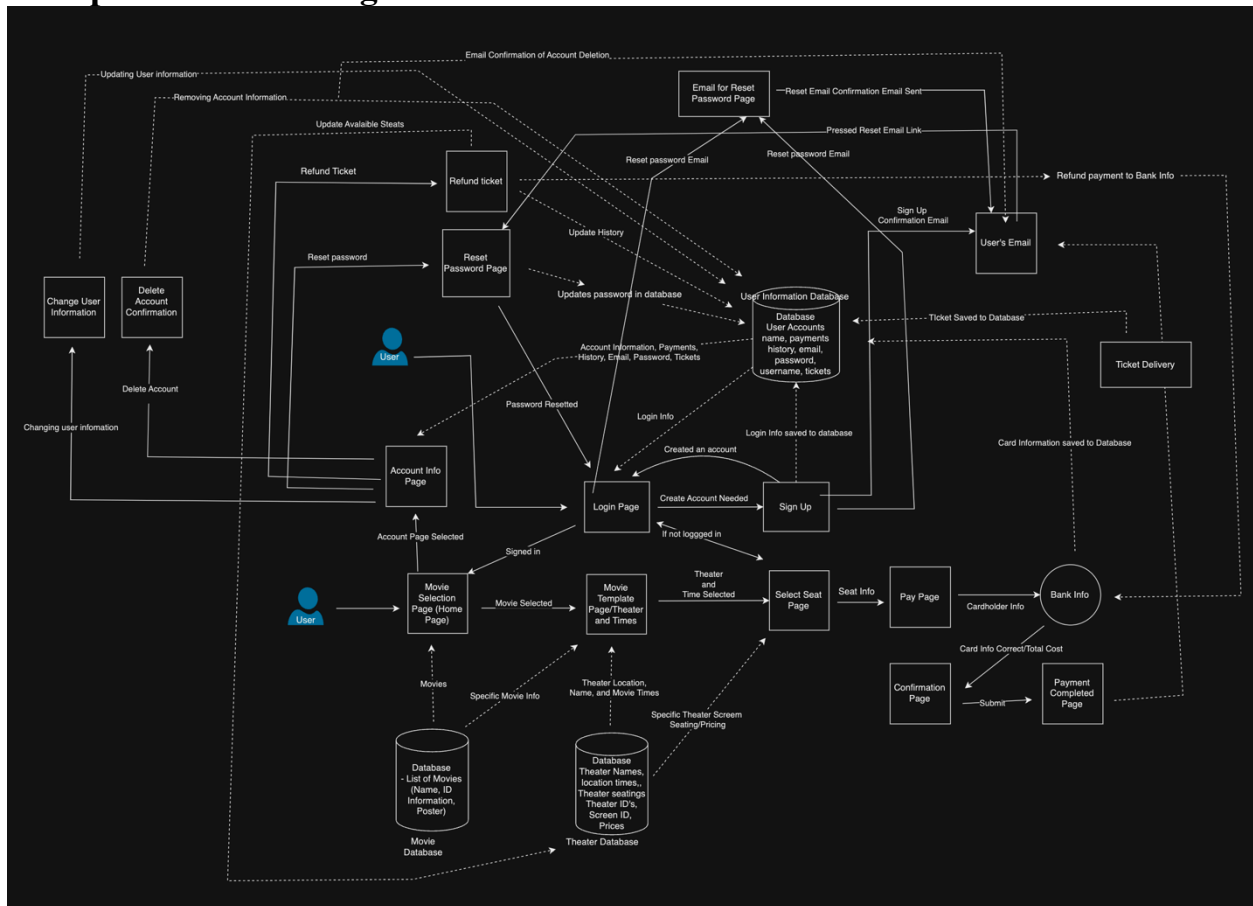 Email Confirmation of Account Deletion
Updating User information
Removing Account Information
Email for Reset
Password Page
Reset Email Confirmation Email Sent
Update Avalaible Steats
Pressed Reset Email Link
Reset password Email
Reset password Email
Refund Ticket
Refund ticket
Refund payment to Bank Info
Sign Up
Confirmation Email
Update History
User's Email
Reset password
Reset
Password Page
Change User
Information
Delete
Account
Confirmation
Updates password in database
User Information Database
Database
User Accounts
name, payments
history, email,
password,
username, tickets
TIcket Saved to Database
User
Account Information, Payments,
History, Email, Password, Tickets
Ticket Delivery
Delete Account
Password Resetted
Login Info
Changing user infomation
Login Info saved to database
Card Information saved to Database
Created an account
Account Info
Page
Login Page
Create Account Needed
Sign Up
Account Page Selected
Signed in
If not loggged in
User
Movie
Selection
Page (Home
Page)
Movie Selected
Movie
Template
Page/Theater
and Times
Theater
and
Time Selected
Select Seat
Page
Seat Info
Pay Page
Cardholder Info
Bank Info
Card Info Correct/Total Cost
Movies
Specific Movie Info
Theater Location,
Name, and Movie Times
Specific Theater Screem
Seating/Pricing
Confirmation
Page
Submit
Payment
Completed
Page
Database
- List of Movies
(Name, ID
Information,
Poster)
Movie
Database
Database
Theater Names,
location times,,
Theater seatings
Theater ID's,
Screen ID,
Prices
Theater Database